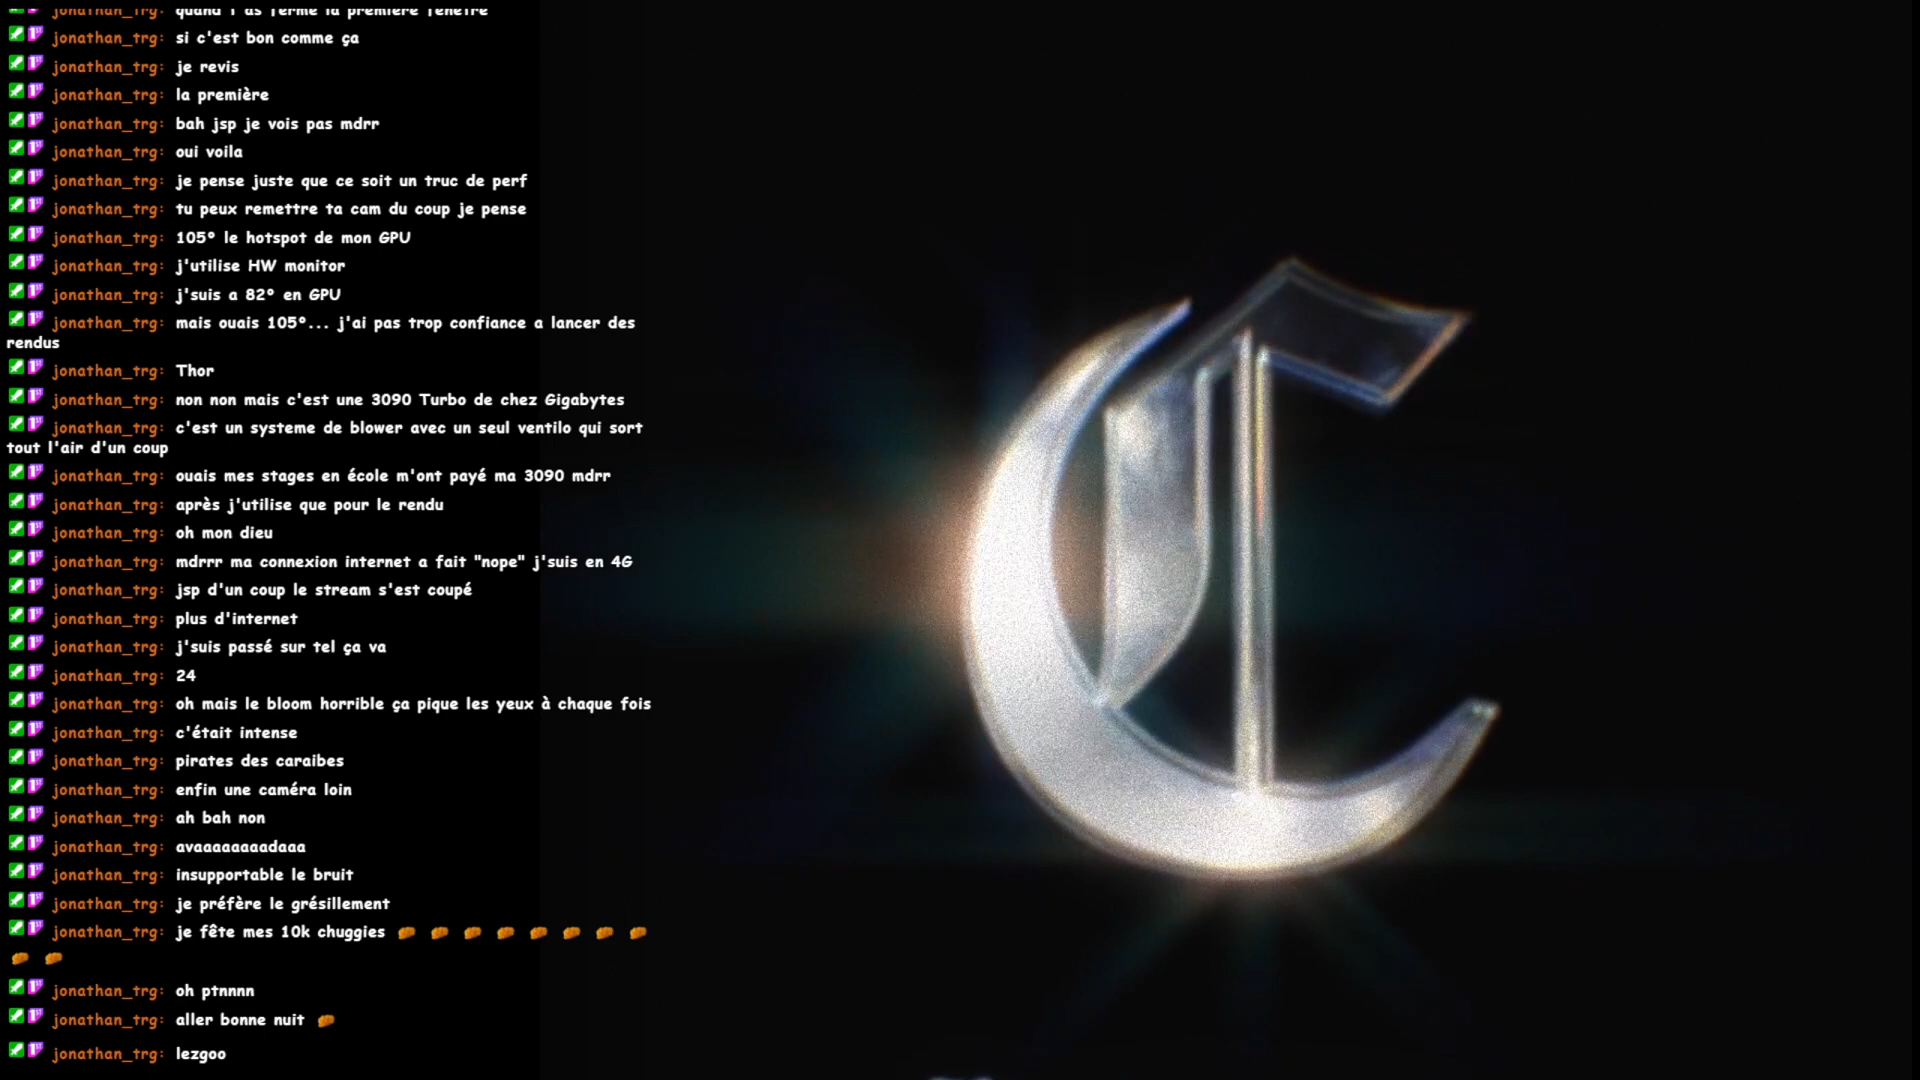 jonathan_trg: quand t'as fermé la première fenêtre
jonathan_trg: si c'est bon comme ça
jonathan_trg: je revis
jonathan_trg: la première
jonathan_trg: bah jsp je vois pas mdrr
jonathan_trg: oui voila
jonathan_trg: je pense juste que ce soit un truc de perf
jonathan_trg: tu peux remettre ta cam du coup je pense
jonathan_trg: 105° le hotspot de mon GPU
jonathan_trg: j'utilise HW monitor
jonathan_trg: j'suis a 82° en GPU
jonathan_trg: mais ouais 105°... j'ai pas trop confiance a lancer des
rendus
jonathan_trg: Thor
jonathan_trg: non non mais c'est une 3090 Turbo de chez Gigabytes
jonathan_trg: c'est un systeme de blower avec un seul ventilo qui sort
tout l'air d'un coup
jonathan_trg: ouais mes stages en école m'ont payé ma 3090 mdrr
jonathan_trg: après j'utilise que pour le rendu
jonathan_trg: oh mon dieu
jonathan_trg: mdrrr ma connexion internet a fait "nope" j'suis en 4G
jonathan_trg: jsp d'un coup le stream s'est coupé
jonathan_trg: plus d'internet
jonathan_trg: j'suis passé sur tel ça va
jonathan_trg: 24
jonathan_trg: oh mais le bloom horrible ça pique les yeux à chaque fois
jonathan_trg: c'était intense
jonathan_trg: pirates des caraibes
jonathan_trg: enfin une caméra loin
jonathan_trg: ah bah non
jonathan_trg: avaaaaaaaadaaa
jonathan_trg: insupportable le bruit
jonathan_trg: je préfère le grésillement
jonathan_trg: je fête mes 10k chuggies
jonathan_trg: oh ptnnnn
jonathan_trg: aller bonne nuit
jonathan_trg: lezgoo
C